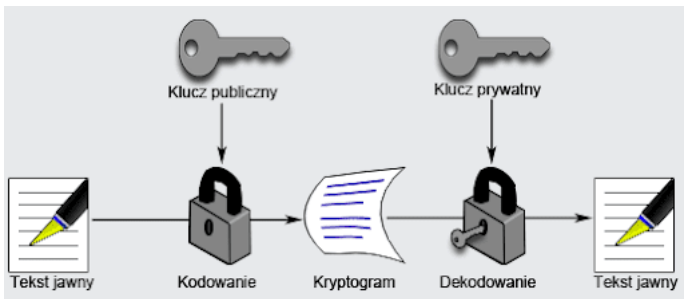 Klucz publiczny
Klucz prywatny
Tekst jawny
Kodowanie
Kryptogram
Dekodowanie
Tekst jawny